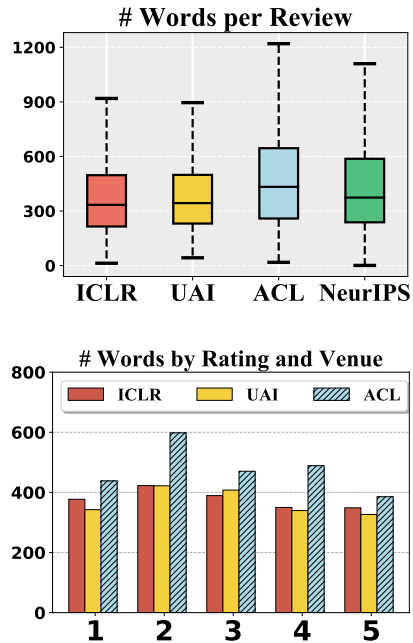 # Words per Review
1200
900
600
300
0
ICLR UAI ACL NeurIPS
# Words by Rating and Venue
800
ICLR UAI ACL
600
400
200
0
1 2 3 4 5